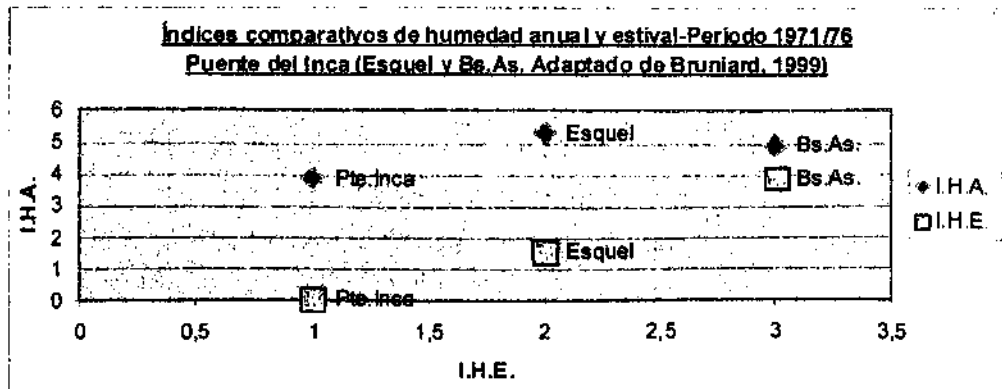 Índices comparativos de humedad anual y estival-Período 1971/76
Puente del Inca (Esquel y Bs.As. Adaptado de Bruniard, 1999)
6
5
4
3
2
1
0
I.H.A.
Esquel
Bs.As.
Pte.Inca
Bs.As.
Esquel
Pte.Inca
I.H.A.
I.H.E.
0
0,5
1
1,5
2
2,5
3
3,5
I.H.E.